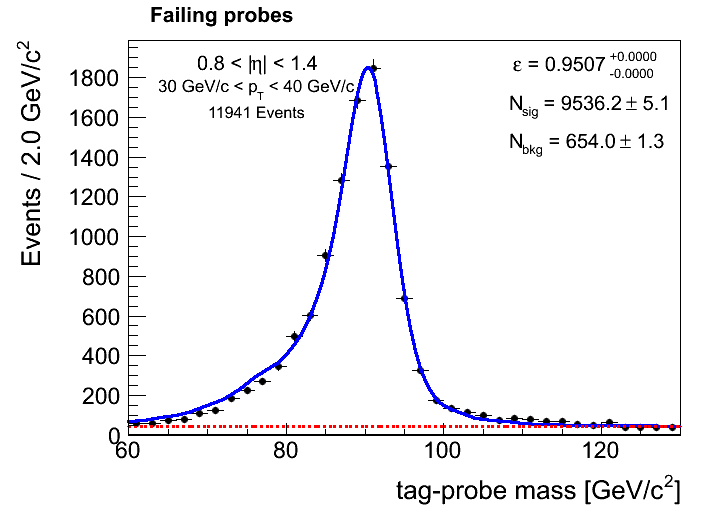 Failing probes
0.8 < |η| < 1.4
30 GeV/c < p_T < 40 GeV/c
11941 Events
ε = 0.9507 +0.0000 -0.0000
N_sig = 9536.2 ± 5.1
N_bkg = 654.0 ± 1.3
Events / 2.0 GeV/c²
1800
1600
1400
1200
1000
800
600
400
200
0
60 80 100 120
tag-probe mass [GeV/c²]